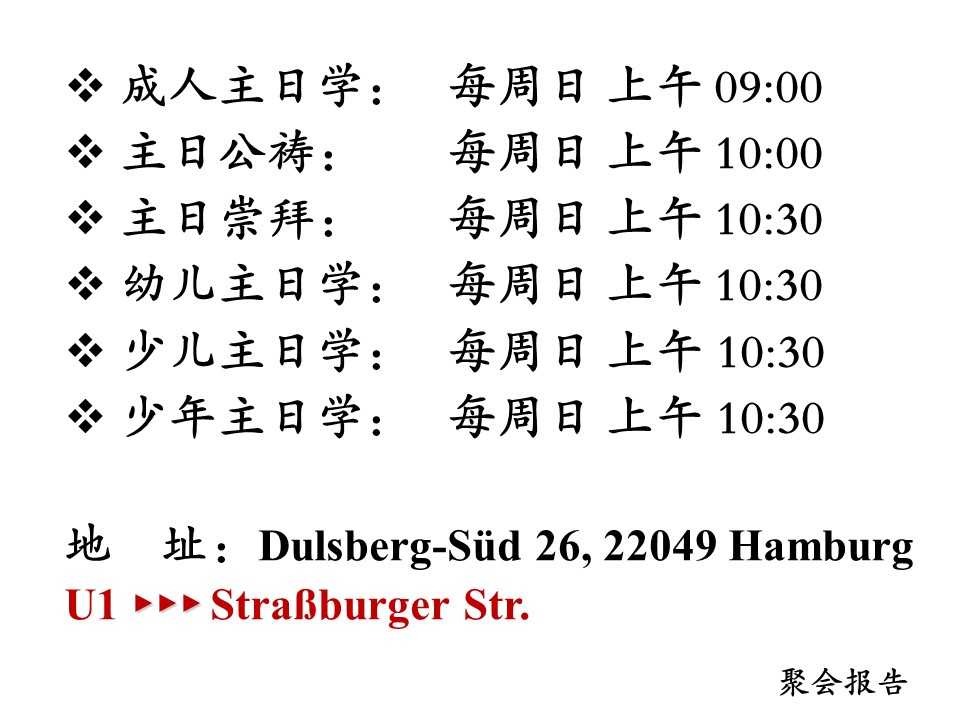 ❖ 成人主日学： 每周日 上午 09:00
❖ 主日公祷： 每周日 上午 10:00
❖ 主日崇拜： 每周日 上午 10:30
❖ 幼儿主日学： 每周日 上午 10:30
❖ 少儿主日学： 每周日 上午 10:30
❖ 少年主日学： 每周日 上午 10:30
地 址：Dulsberg-Süd 26, 22049 Hamburg
U1 ▸▸▸ Straßburger Str.
聚会报告